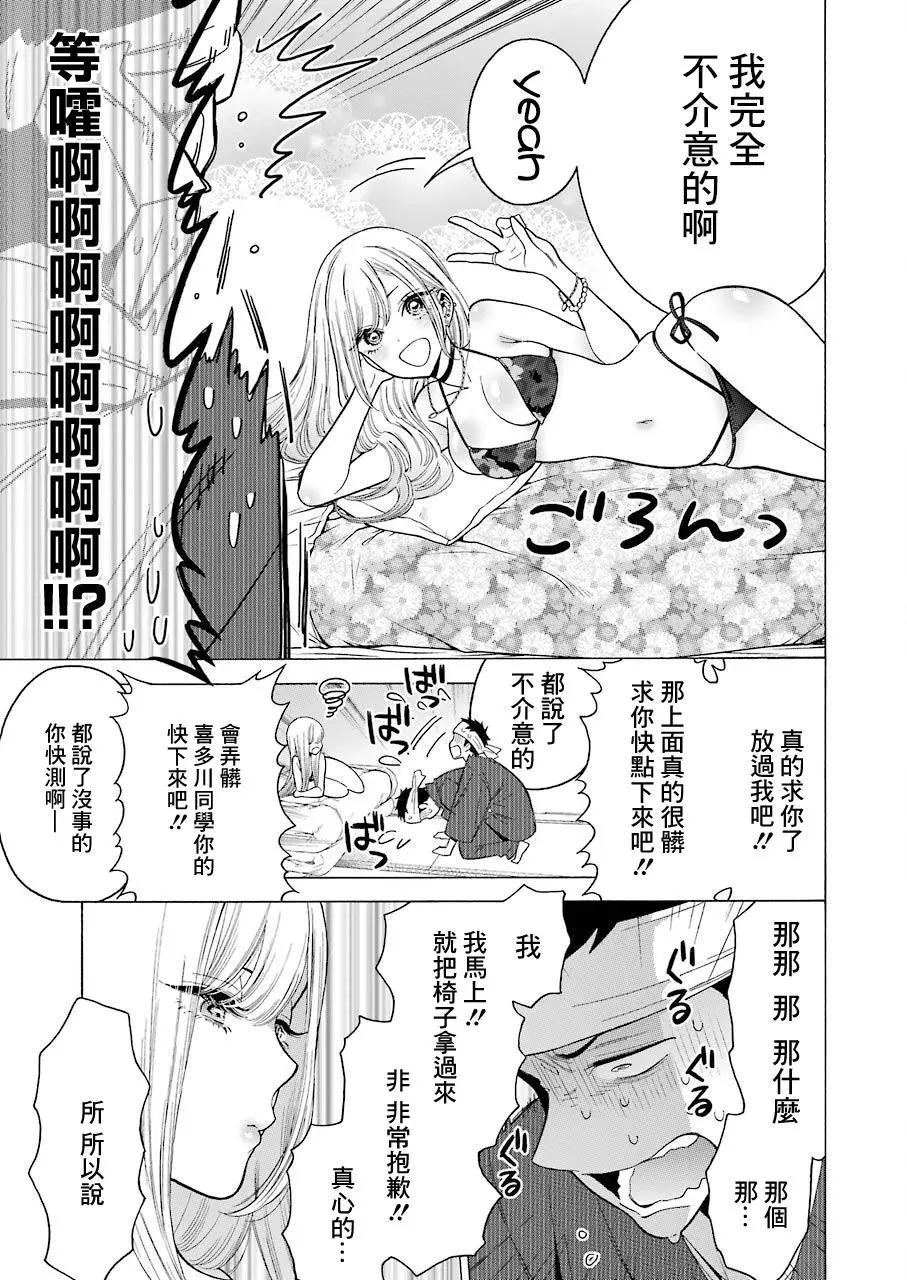 我完全
不介意的啊
yeah
ごろんっ
等嚯啊啊啊啊啊啊啊啊!!?
真的求你了
放過我吧!!
那上面真的很髒
求你快點下來吧!!
都說了
不介意的
ばっ
ばっ
會弄髒
喜多川同學你的
快下來吧!!
都說了沒事的
你快測啊─
那那 那 那什麼
那個
那…
ぐる
ぐる
我
我馬上!!
就把椅子拿過來
非 非常抱歉!!
真心的…
所 所以說